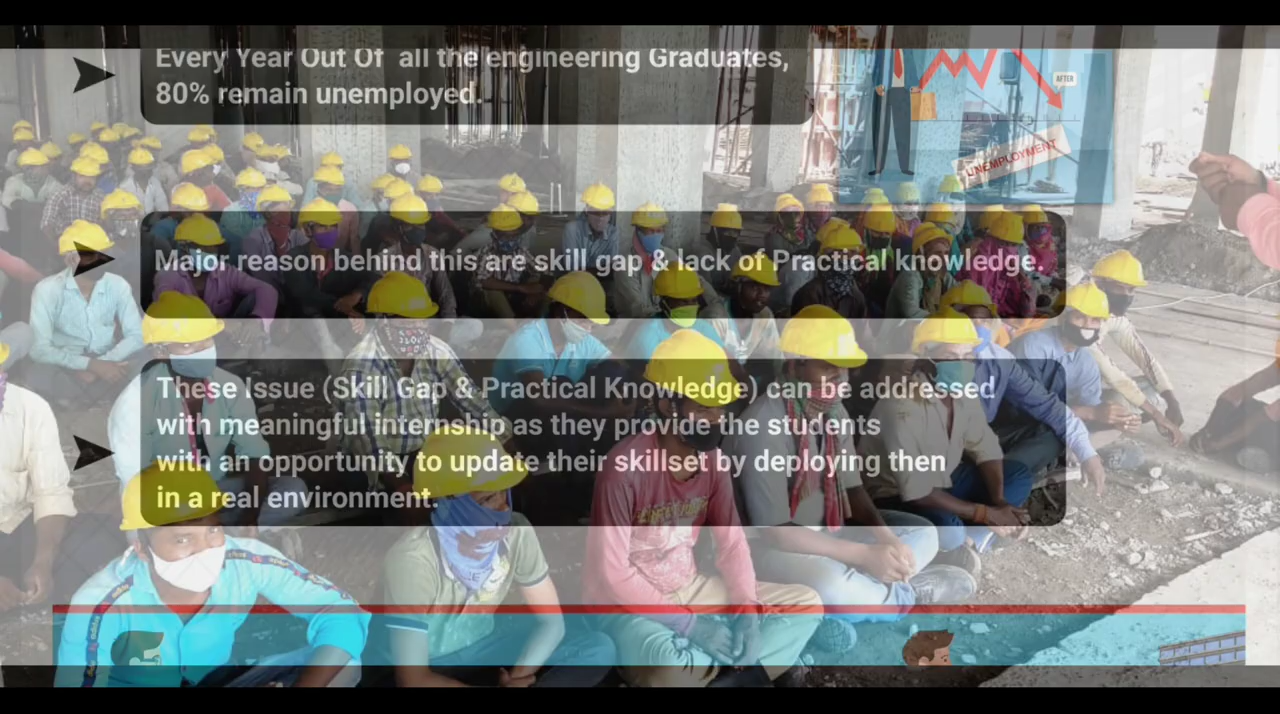 Every Year Out Of all the engineering Graduates,
80% remain unemployed.
AFTER
UNEMPLOYMENT
Major reason behind this are skill gap & lack of Practical knowledge.
These Issue (Skill Gap & Practical Knowledge) can be addressed
with meaningful internship as they provide the students
with an opportunity to update their skillset by deploying then
in a real environment.